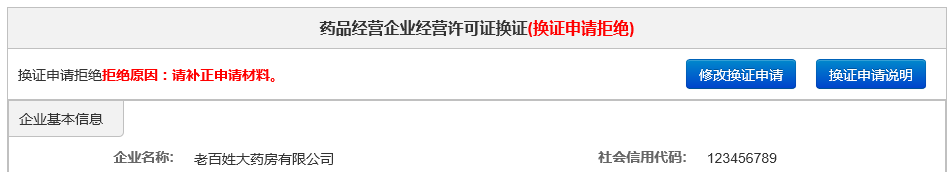 药品经营企业经营许可证换证(换证申请拒绝)
换证申请拒绝拒绝原因：请补正申请材料。 修改换证申请 换证申请说明
企业基本信息
企业名称: 老百姓大药房有限公司 社会信用代码: 123456789